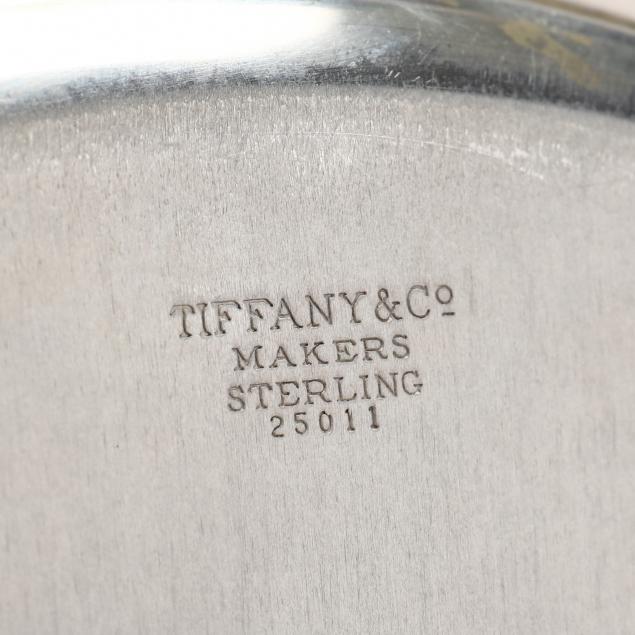 TIFFANY & Cº
MAKERS
STERLING
25011